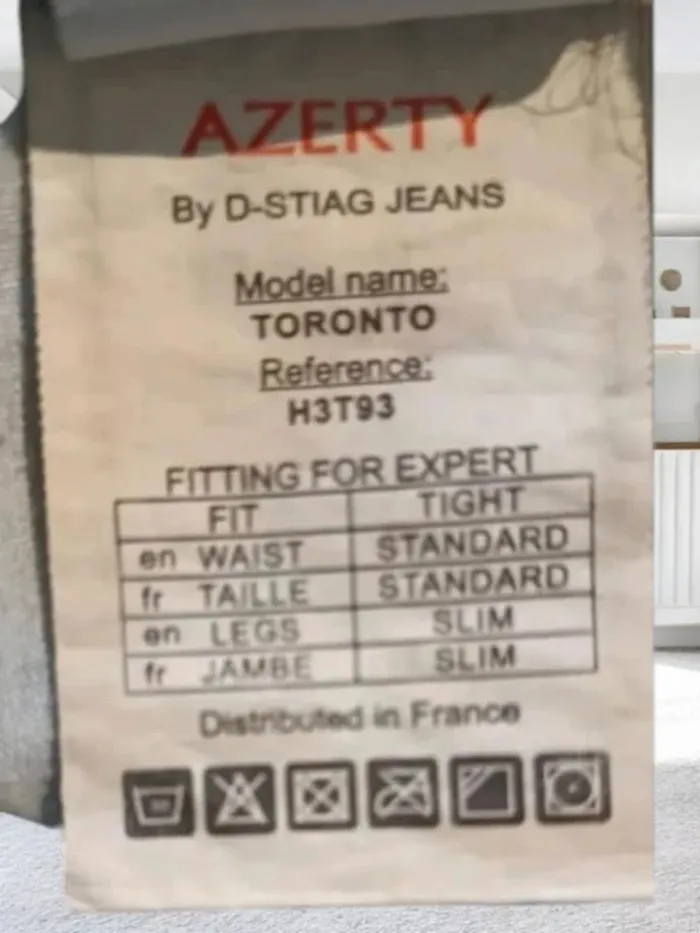 AZERTY
By D-STIAG JEANS
Model name:
TORONTO
Reference:
H3T93
FITTING FOR EXPERT
FIT TIGHT
en WAIST STANDARD
fr TAILLE STANDARD
en LEGS SLIM
fr JAMBE SLIM
Distributed in France